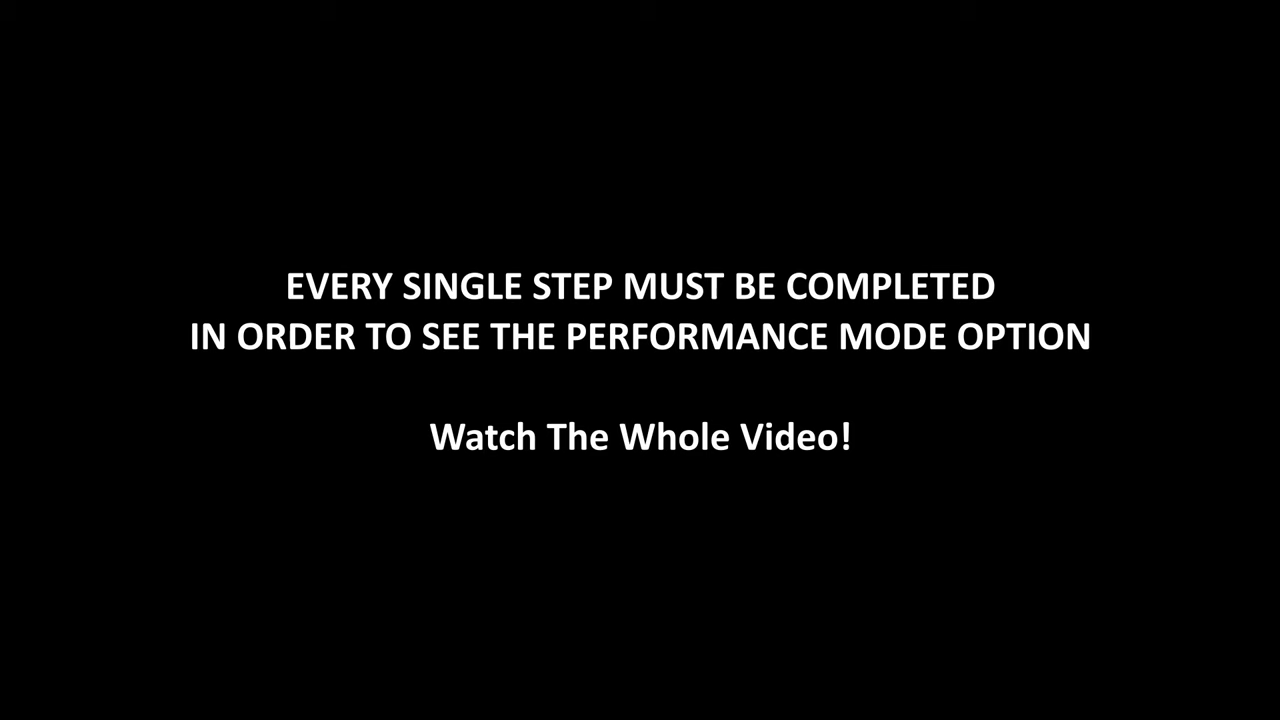 EVERY SINGLE STEP MUST BE COMPLETED
IN ORDER TO SEE THE PERFORMANCE MODE OPTION
Watch The Whole Video!